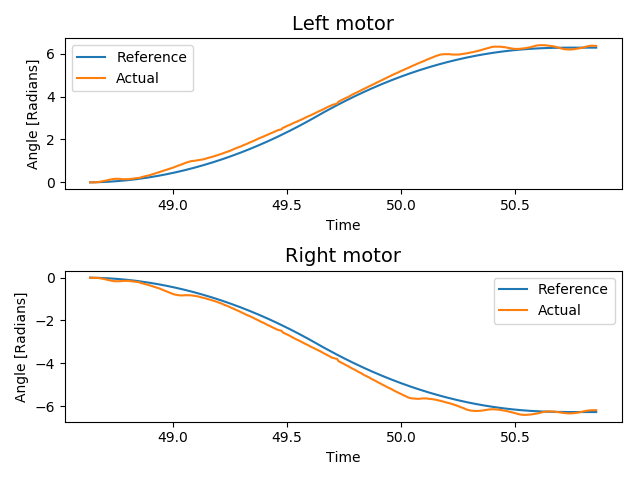 Left motor
Angle [Radians]
6
4
2
0
Reference
Actual
49.0 49.5 50.0 50.5
Time
Right motor
Angle [Radians]
0
−2
−4
−6
Reference
Actual
49.0 49.5 50.0 50.5
Time